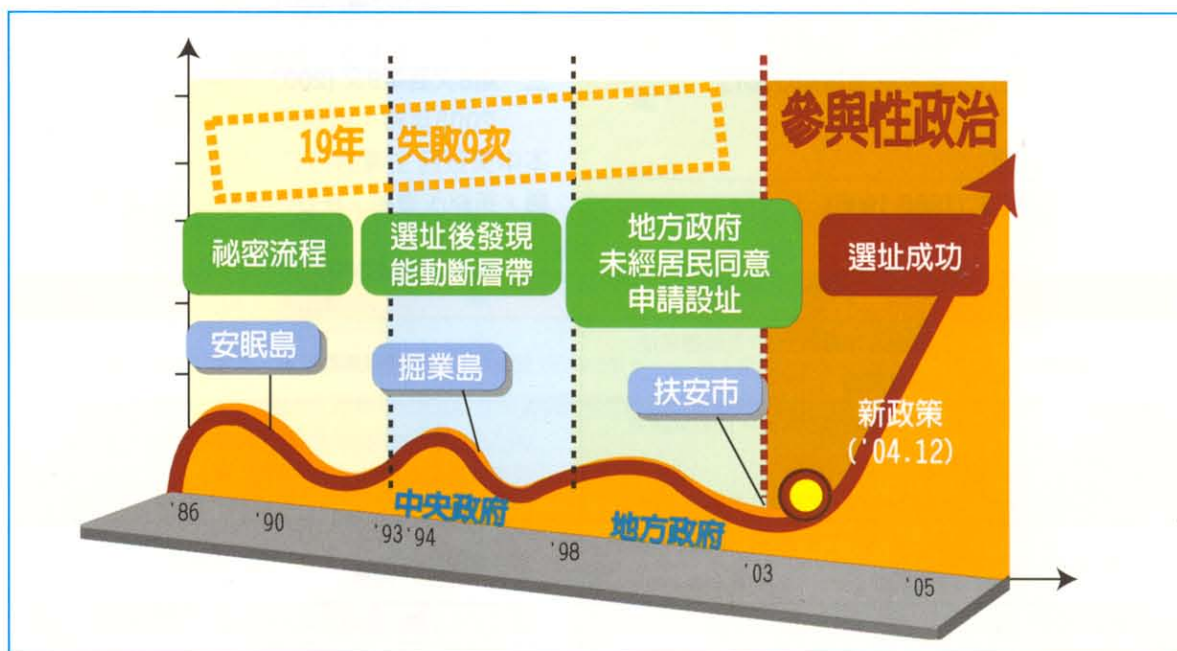 19年 失敗9次
參與性政治
祕密流程
選址後發現
能動斷層帶
地方政府
未經居民同意
申請設址
選址成功
安眠島
掘業島
扶安市
新政策
('04.12)
中央政府
地方政府
'86
'90
'93
'94
'98
'03
'05